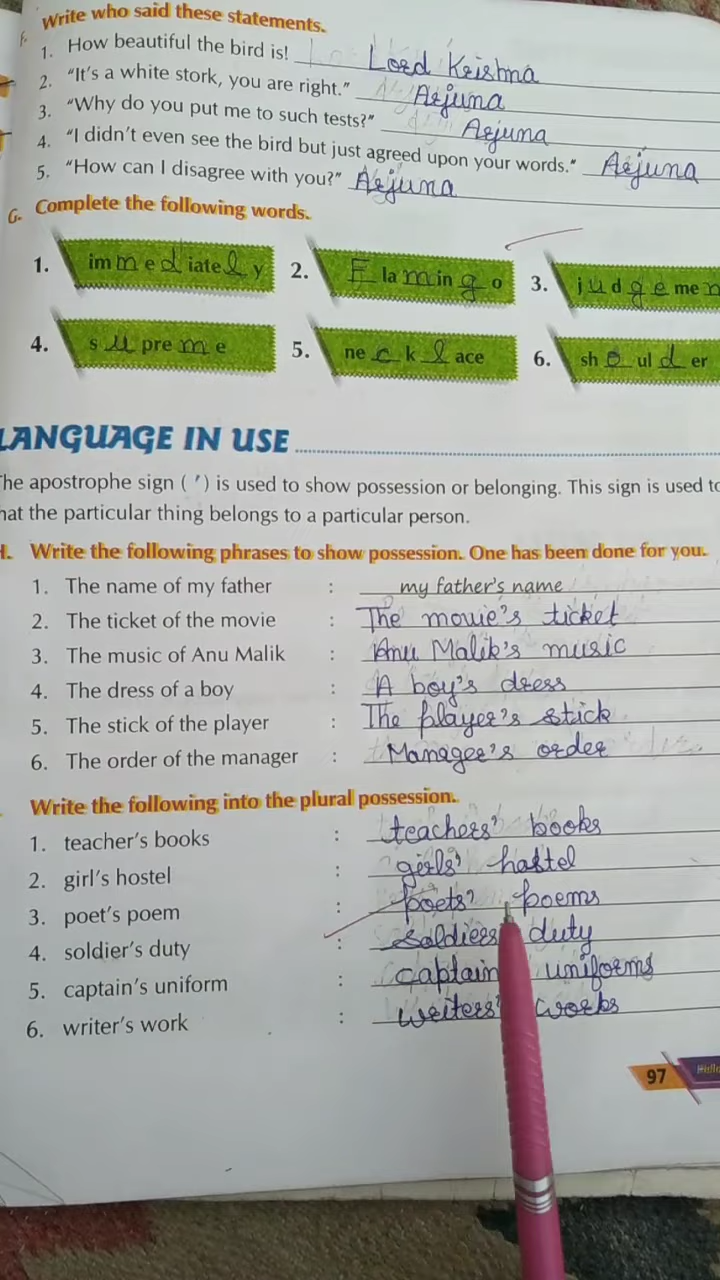 F. Write who said these statements.
1. How beautiful the bird is! Lord Krishna
2. "It's a white stork, you are right." Arjuna
3. "Why do you put me to such tests?" Arjuna
4. "I didn't even see the bird but just agreed upon your words." Arjuna
5. "How can I disagree with you?" Arjuna
G. Complete the following words.
1. immediately 2. Flamingo 3. judgemen
4. supreme 5. necklace 6. shoulder
LANGUAGE IN USE
The apostrophe sign (') is used to show possession or belonging. This sign is used to
hat the particular thing belongs to a particular person.
H. Write the following phrases to show possession. One has been done for you.
1. The name of my father : my father's name
2. The ticket of the movie : The movie's ticket
3. The music of Anu Malik : Anu Malik's music
4. The dress of a boy : A boy's dress
5. The stick of the player : The player's stick
6. The order of the manager : Manager's order
Write the following into the plural possession.
1. teacher's books : teachers' books
2. girl's hostel : girls' hastel
3. poet's poem : poets' poems
4. soldier's duty : soldiers duty
5. captain's uniform : captain uniforms
6. writer's work : writers' works
97